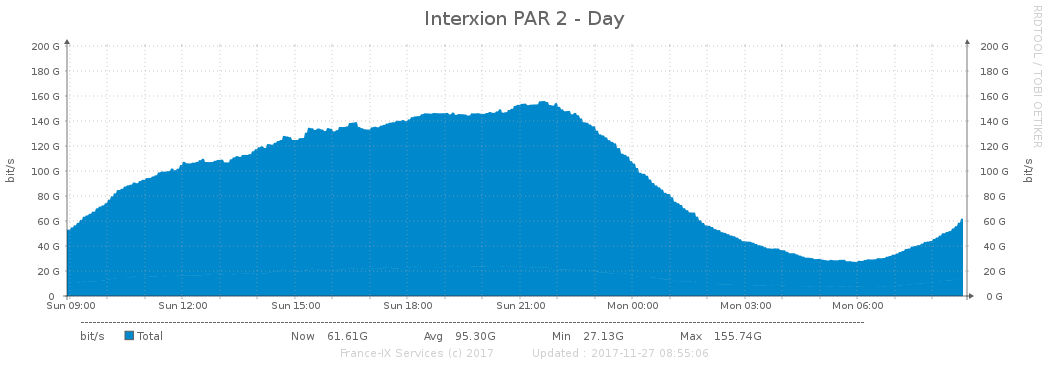 Interxion PAR 2 - Day
RRDTOOL / TOBI OETIKER
200 G 200 G
180 G 180 G
160 G 160 G
140 G 140 G
120 G 120 G
100 G 100 G
80 G 80 G
60 G 60 G
40 G 40 G
20 G 20 G
0 0 G
bit/s
bit/s
Sun 09:00 Sun 12:00 Sun 15:00 Sun 18:00 Sun 21:00 Mon 00:00 Mon 03:00 Mon 06:00
bit/s Total Now 61.61G Avg 95.30G Min 27.13G Max 155.74G
France-IX Services (c) 2017 Updated : 2017-11-27 08:55:06